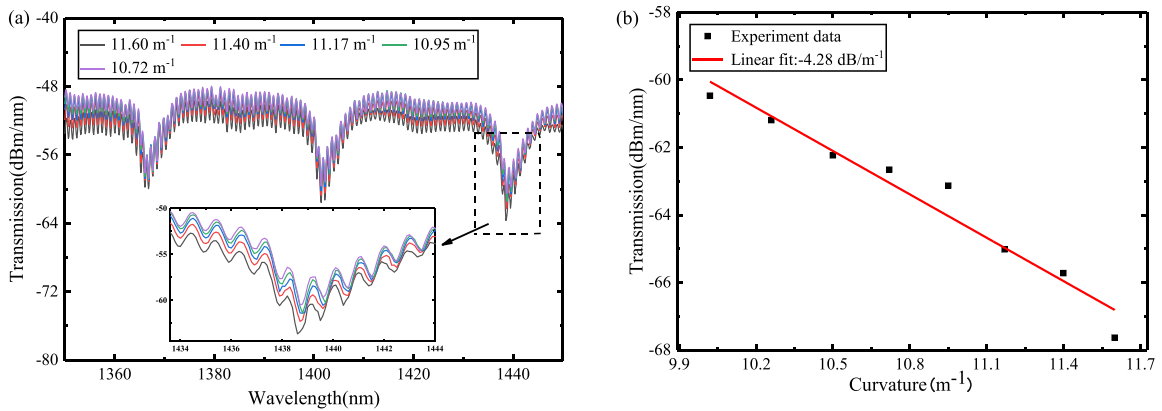 (a)
-40
-48
-56
-64
-72
-80
Transmission(dBm/nm)
11.60 m⁻¹ 11.40 m⁻¹ 11.17 m⁻¹ 10.95 m⁻¹
10.72 m⁻¹
-50
-55
-60
1434 1436 1438 1440 1442 1444
1360 1380 1400 1420 1440
Wavelength(nm)
(b)
-58
-60
-62
-64
-66
-68
Transmission(dBm/nm)
Experiment data
Linear fit:-4.28 dB/m⁻¹
9.9 10.2 10.5 10.8 11.1 11.4 11.7
Curvature(m⁻¹)